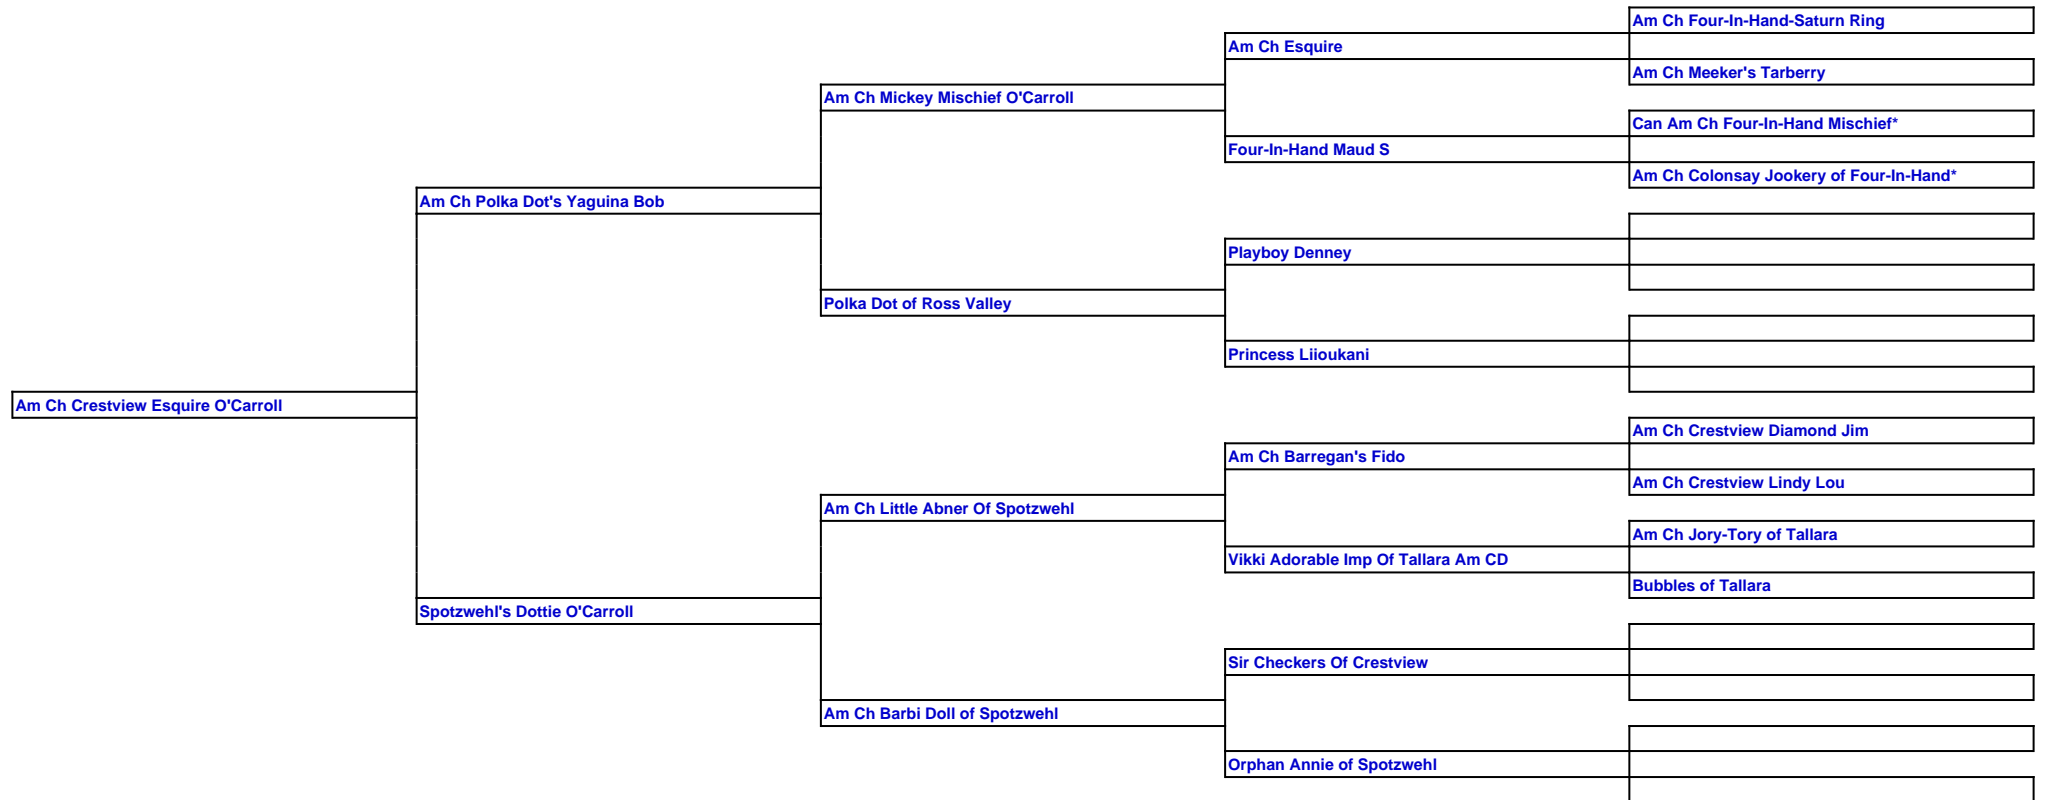 Am Ch Four-In-Hand-Saturn Ring
Am Ch Esquire
Am Ch Meeker's Tarberry
Am Ch Mickey Mischief O'Carroll
Can Am Ch Four-In-Hand Mischief*
Four-In-Hand Maud S
Am Ch Colonsay Jookery of Four-In-Hand*
Am Ch Polka Dot's Yaguina Bob
Playboy Denney
Polka Dot of Ross Valley
Princess Liioukani
Am Ch Crestview Esquire O'Carroll
Am Ch Crestview Diamond Jim
Am Ch Barregan's Fido
Am Ch Crestview Lindy Lou
Am Ch Little Abner Of Spotzwehl
Am Ch Jory-Tory of Tallara
Vikki Adorable Imp Of Tallara Am CD
Bubbles of Tallara
Spotzwehl's Dottie O'Carroll
Sir Checkers Of Crestview
Am Ch Barbi Doll of Spotzwehl
Orphan Annie of Spotzwehl